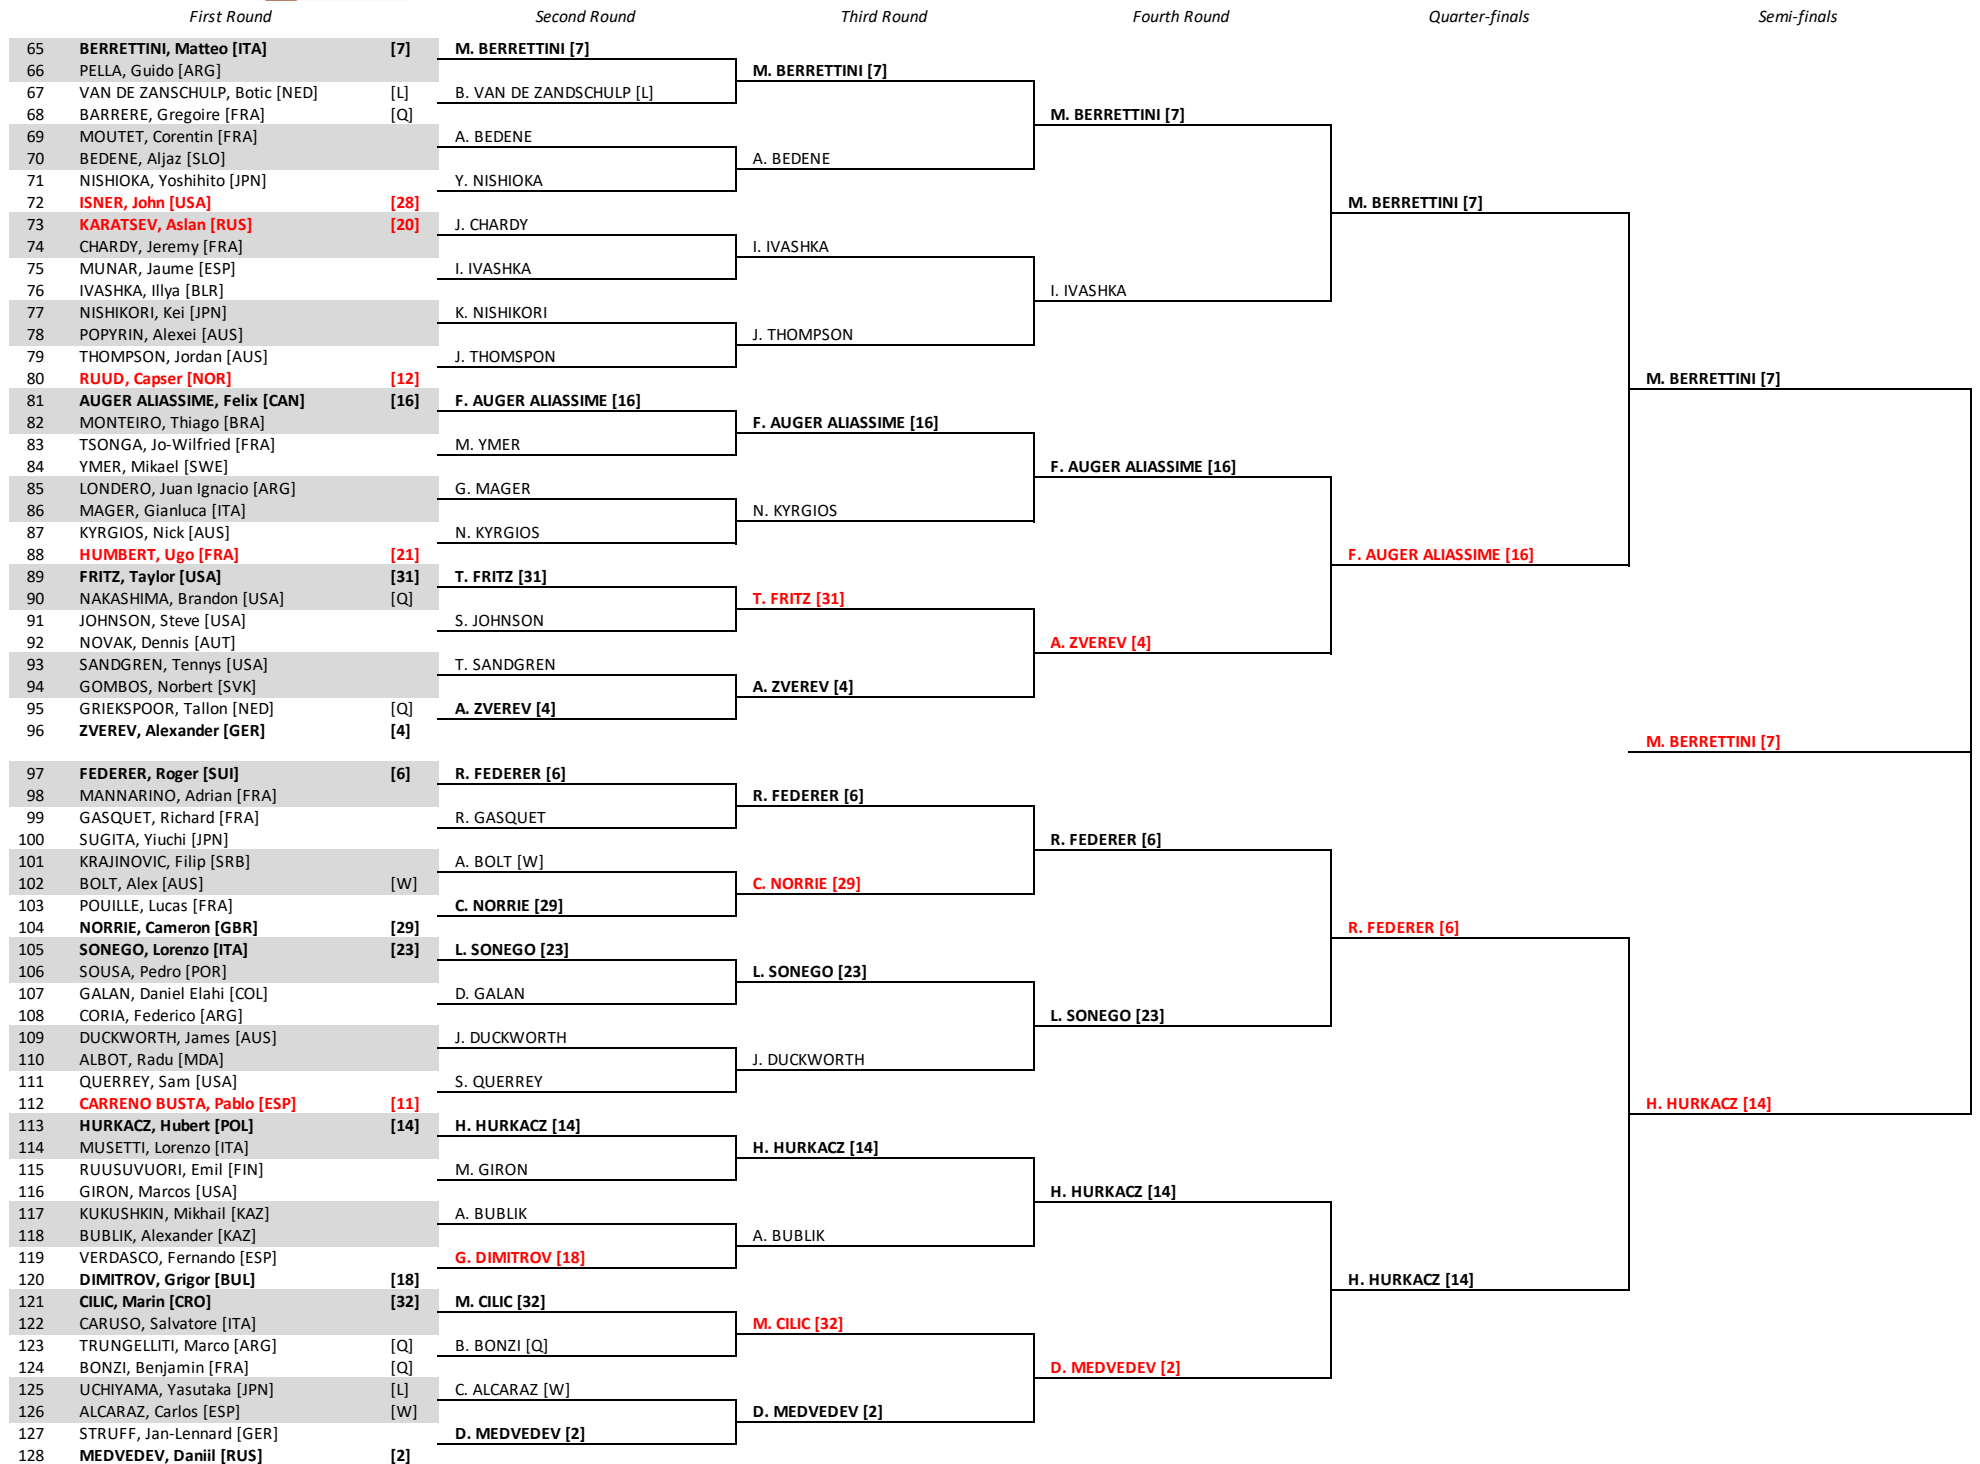 First Round Second Round Third Round Fourth Round Quarter-finals Semi-finals
65 BERRETTINI, Matteo [ITA] [7] M. BERRETTINI [7]
66 PELLA, Guido [ARG] M. BERRETTINI [7]
67 VAN DE ZANSCHULP, Botic [NED] [L] B. VAN DE ZANDSCHULP [L]
68 BARRERE, Gregoire [FRA] [Q] M. BERRETTINI [7]
69 MOUTET, Corentin [FRA] A. BEDENE
70 BEDENE, Aljaz [SLO] A. BEDENE
71 NISHIOKA, Yoshihito [JPN] Y. NISHIOKA
72 ISNER, John [USA] [28] M. BERRETTINI [7]
73 KARATSEV, Aslan [RUS] [20] J. CHARDY
74 CHARDY, Jeremy [FRA] I. IVASHKA
75 MUNAR, Jaume [ESP] I. IVASHKA
76 IVASHKA, Illya [BLR] I. IVASHKA
77 NISHIKORI, Kei [JPN] K. NISHIKORI
78 POPYRIN, Alexei [AUS] J. THOMPSON
79 THOMPSON, Jordan [AUS] J. THOMSPON
80 RUUD, Capser [NOR] [12] M. BERRETTINI [7]
81 AUGER ALIASSIME, Felix [CAN] [16] F. AUGER ALIASSIME [16]
82 MONTEIRO, Thiago [BRA] F. AUGER ALIASSIME [16]
83 TSONGA, Jo-Wilfried [FRA] M. YMER
84 YMER, Mikael [SWE] F. AUGER ALIASSIME [16]
85 LONDERO, Juan Ignacio [ARG] G. MAGER
86 MAGER, Gianluca [ITA] N. KYRGIOS
87 KYRGIOS, Nick [AUS] N. KYRGIOS
88 HUMBERT, Ugo [FRA] [21] F. AUGER ALIASSIME [16]
89 FRITZ, Taylor [USA] [31] T. FRITZ [31]
90 NAKASHIMA, Brandon [USA] [Q] T. FRITZ [31]
91 JOHNSON, Steve [USA] S. JOHNSON
92 NOVAK, Dennis [AUT] A. ZVEREV [4]
93 SANDGREN, Tennys [USA] T. SANDGREN
94 GOMBOS, Norbert [SVK] A. ZVEREV [4]
95 GRIEKSPOOR, Tallon [NED] [Q] A. ZVEREV [4]
96 ZVEREV, Alexander [GER] [4]
M. BERRETTINI [7]
97 FEDERER, Roger [SUI] [6] R. FEDERER [6]
98 MANNARINO, Adrian [FRA] R. FEDERER [6]
99 GASQUET, Richard [FRA] R. GASQUET
100 SUGITA, Yiuchi [JPN] R. FEDERER [6]
101 KRAJINOVIC, Filip [SRB] A. BOLT [W]
102 BOLT, Alex [AUS] [W] C. NORRIE [29]
103 POUILLE, Lucas [FRA] C. NORRIE [29]
104 NORRIE, Cameron [GBR] [29] R. FEDERER [6]
105 SONEGO, Lorenzo [ITA] [23] L. SONEGO [23]
106 SOUSA, Pedro [POR] L. SONEGO [23]
107 GALAN, Daniel Elahi [COL] D. GALAN
108 CORIA, Federico [ARG] L. SONEGO [23]
109 DUCKWORTH, James [AUS] J. DUCKWORTH
110 ALBOT, Radu [MDA] J. DUCKWORTH
111 QUERREY, Sam [USA] S. QUERREY
112 CARRENO BUSTA, Pablo [ESP] [11] H. HURKACZ [14]
113 HURKACZ, Hubert [POL] [14] H. HURKACZ [14]
114 MUSETTI, Lorenzo [ITA] H. HURKACZ [14]
115 RUUSUVUORI, Emil [FIN] M. GIRON
116 GIRON, Marcos [USA] H. HURKACZ [14]
117 KUKUSHKIN, Mikhail [KAZ] A. BUBLIK
118 BUBLIK, Alexander [KAZ] A. BUBLIK
119 VERDASCO, Fernando [ESP] G. DIMITROV [18]
120 DIMITROV, Grigor [BUL] [18] H. HURKACZ [14]
121 CILIC, Marin [CRO] [32] M. CILIC [32]
122 CARUSO, Salvatore [ITA] M. CILIC [32]
123 TRUNGELLITI, Marco [ARG] [Q] B. BONZI [Q]
124 BONZI, Benjamin [FRA] [Q] D. MEDVEDEV [2]
125 UCHIYAMA, Yasutaka [JPN] [L] C. ALCARAZ [W]
126 ALCARAZ, Carlos [ESP] [W] D. MEDVEDEV [2]
127 STRUFF, Jan-Lennard [GER] D. MEDVEDEV [2]
128 MEDVEDEV, Daniil [RUS] [2]